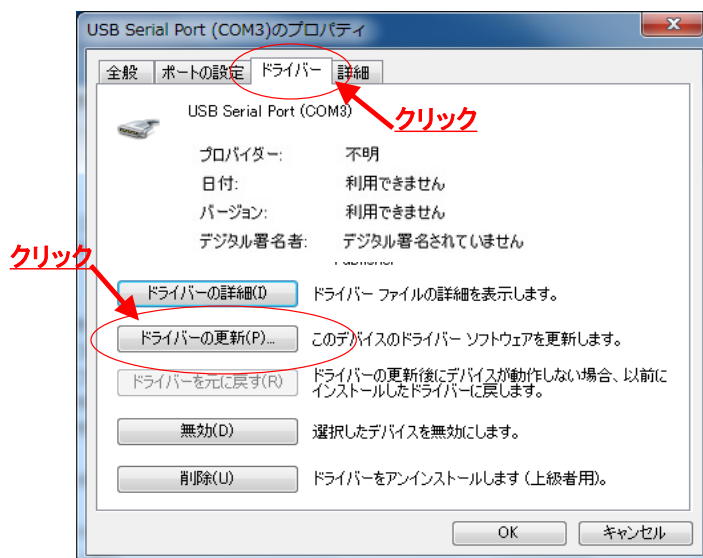 USB Serial Port (COM3)のプロパティ
全般 ポートの設定 ドライバー 詳細
USB Serial Port (COM3)
クリック
プロバイダー: 不明
日付: 利用できません
バージョン: 利用できません
デジタル署名者: デジタル署名されていません
クリック
ドライバーの詳細(I) ドライバー ファイルの詳細を表示します。
ドライバーの更新(P)... このデバイスのドライバー ソフトウェアを更新します。
ドライバーを元に戻す(R) ドライバーの更新後にデバイスが動作しない場合、以前に
インストールしたドライバーに戻します。
無効(D) 選択したデバイスを無効にします。
削除(U) ドライバーをアンインストールします (上級者用)。
OK キャンセル